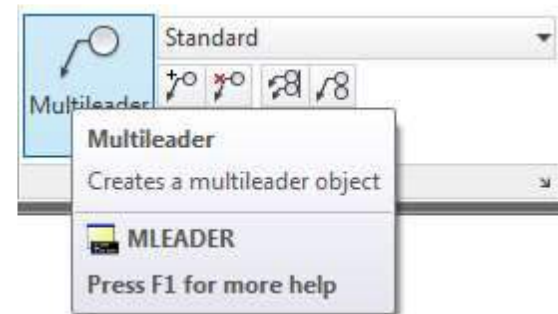 Standard
Multileader
Multileader
Creates a multileader object
MLEADER
Press F1 for more help